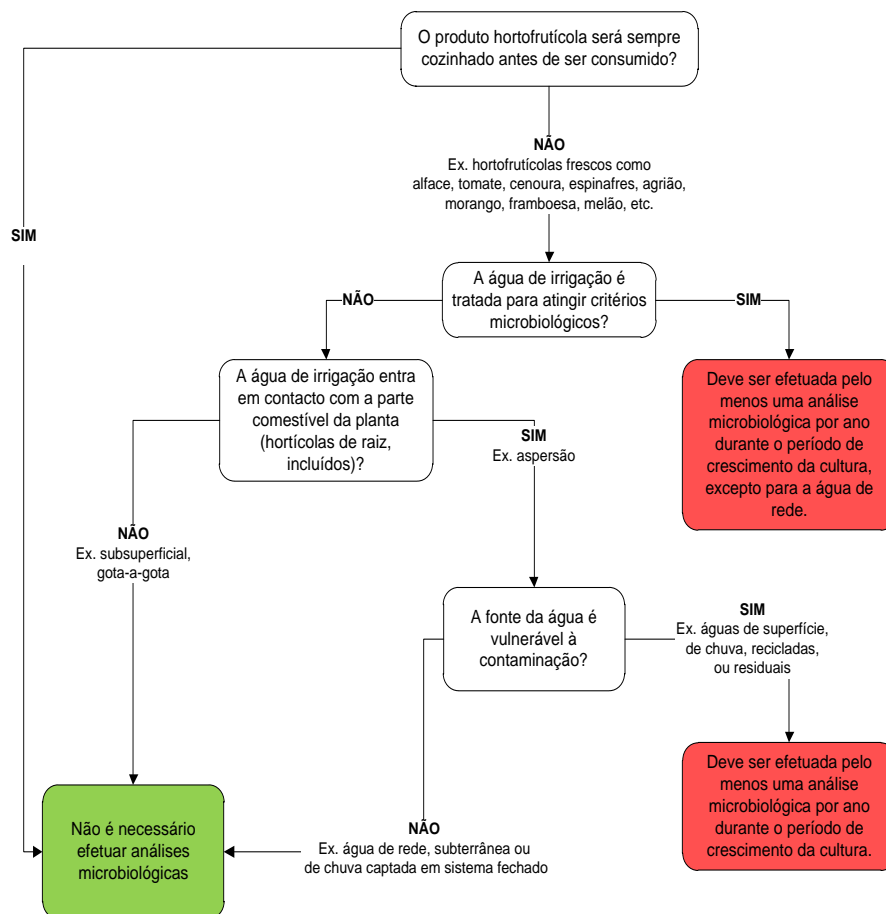 O produto hortofrutícola será sempre
cozinhado antes de ser consumido?
NÃO
Ex. hortofrutícolas frescos como
alface, tomate, cenoura, espinafres, agrião,
morango, framboesa, melão, etc.
SIM
A água de irrigação é
tratada para atingir critérios
microbiológicos?
NÃO
SIM
A água de irrigação entra
em contacto com a parte
comestível da planta
(hortícolas de raiz,
incluídos)?
Deve ser efetuada pelo
menos uma análise
microbiológica por ano
durante o período de
crescimento da cultura,
excepto para a água de
rede.
SIM
Ex. aspersão
NÃO
Ex. subsuperficial,
gota-a-gota
A fonte da água é
vulnerável à
contaminação?
SIM
Ex. águas de superfície,
de chuva, recicladas,
ou residuais
Deve ser efetuada pelo
menos uma análise
microbiológica por ano
durante o período de
crescimento da cultura.
Não é necessário
efetuar análises
microbiológicas
NÃO
Ex. água de rede, subterrânea ou
de chuva captada em sistema fechado